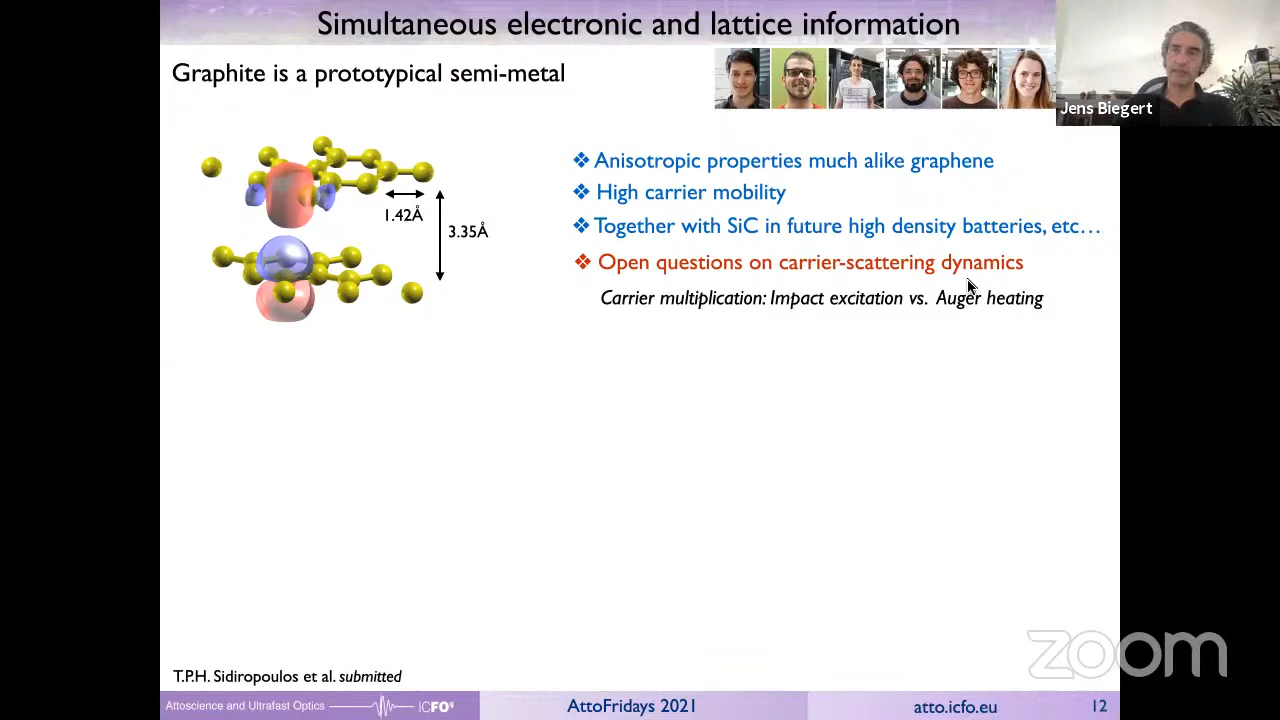 Simultaneous electronic and lattice information
Graphite is a prototypical semi-metal
Jens Biegert
❖ Anisotropic properties much alike graphene
❖ High carrier mobility
❖ Together with SiC in future high density batteries, etc…
❖ Open questions on carrier-scattering dynamics
Carrier multiplication: Impact excitation vs. Auger heating
1.42Å
3.35Å
zoom
T.P.H. Sidiropoulos et al. submitted
Attoscience and Ultrafast Optics
ICFO
AttoFridays 2021
atto.icfo.eu
12